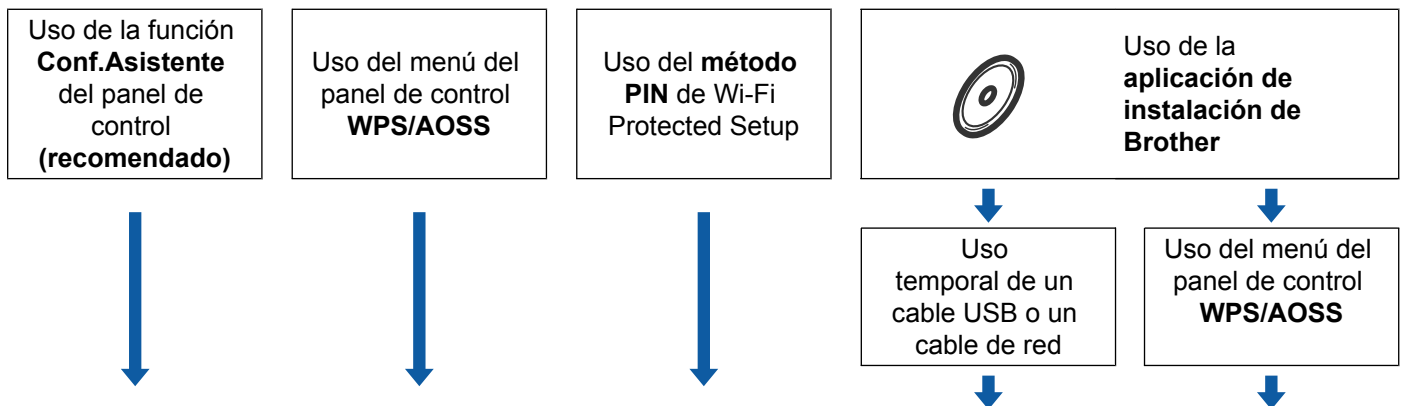 Uso de la función
Conf.Asistente
del panel de
control
(recomendado)
Uso del menú del
panel de control
WPS/AOSS
Uso del método
PIN de Wi-Fi
Protected Setup
Uso de la
aplicación de
instalación de
Brother
Uso
temporal de un
cable USB o un
cable de red
Uso del menú del
panel de control
WPS/AOSS